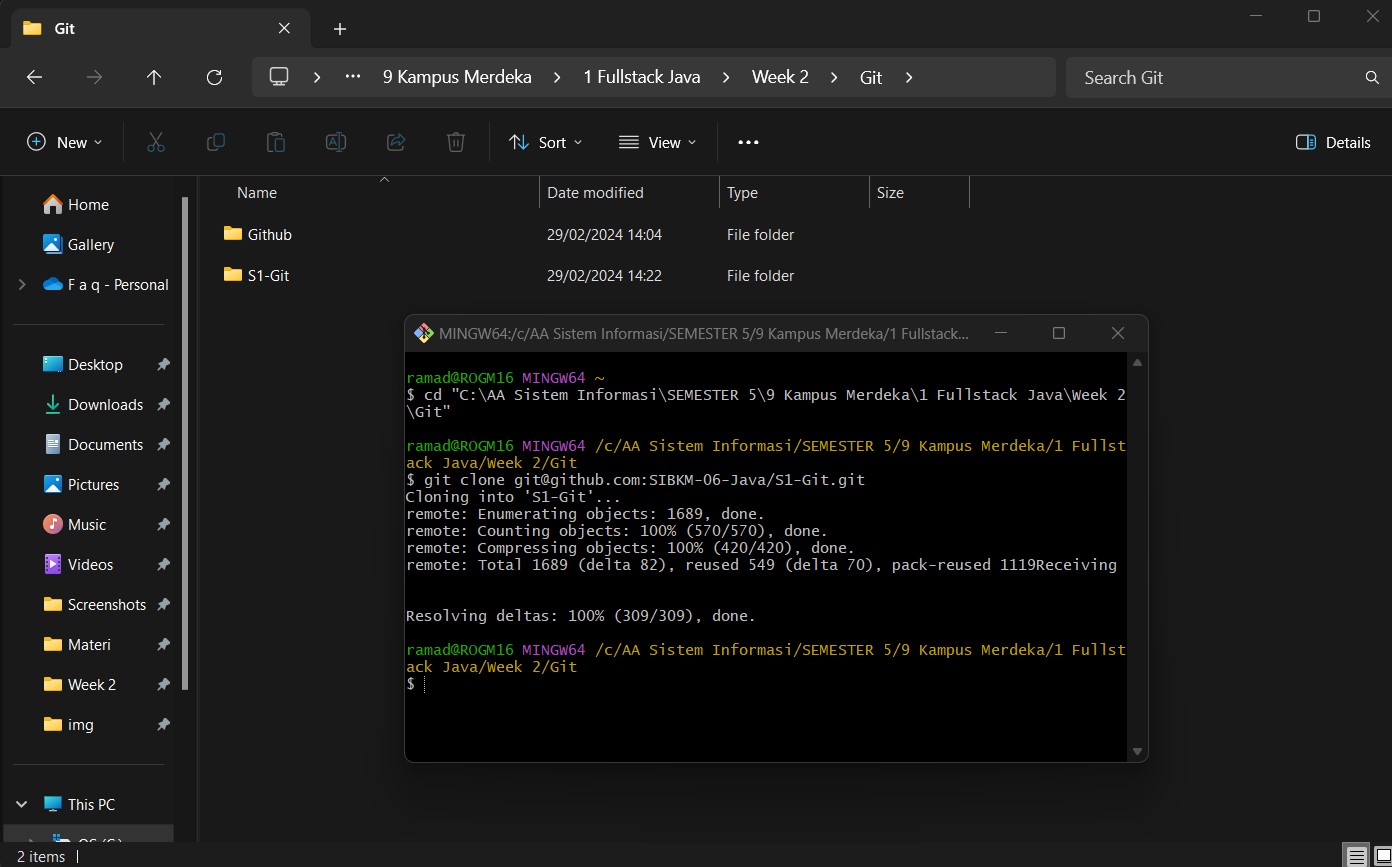 Git
9 Kampus Merdeka
1 Fullstack Java
Week 2
Git
Search Git
New
Sort
View
Details
Name
Date modified
Type
Size
Github 29/02/2024 14:04 File folder
S1-Git 29/02/2024 14:22 File folder
Home
Gallery
F a q - Personal
Desktop
Downloads
Documents
Pictures
Music
Videos
Screenshots
Materi
Week 2
img
This PC
OS (C:)
2 items
MINGW64:/c/AA Sistem Informasi/SEMESTER 5/9 Kampus Merdeka/1 Fullstack...
ramad@ROGM16 MINGW64 ~
$ cd "C:\AA Sistem Informasi\SEMESTER 5\9 Kampus Merdeka\1 Fullstack Java\Week 2
\Git"
ramad@ROGM16 MINGW64 /c/AA Sistem Informasi/SEMESTER 5/9 Kampus Merdeka/1 Fullst
ack Java/Week 2/Git
$ git clone git@github.com:SIBKM-06-Java/S1-Git.git
Cloning into 'S1-Git'...
remote: Enumerating objects: 1689, done.
remote: Counting objects: 100% (570/570), done.
remote: Compressing objects: 100% (420/420), done.
remote: Total 1689 (delta 82), reused 549 (delta 70), pack-reused 1119Receiving
Resolving deltas: 100% (309/309), done.
ramad@ROGM16 MINGW64 /c/AA Sistem Informasi/SEMESTER 5/9 Kampus Merdeka/1 Fullst
ack Java/Week 2/Git
$